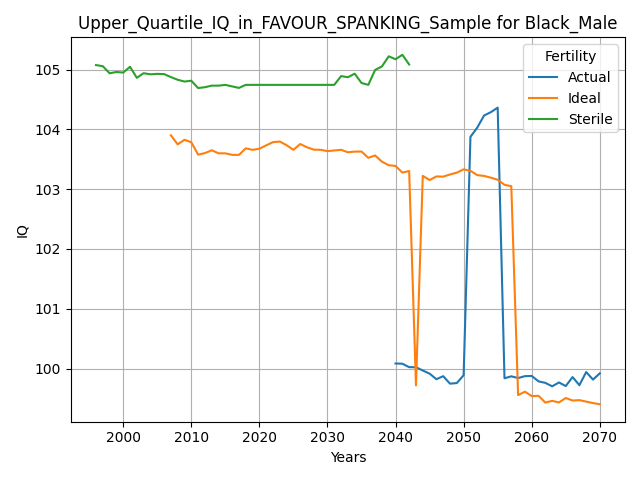 Upper_Quartile_IQ_in_FAVOUR_SPANKING_Sample for Black_Male
Fertility
Actual
Ideal
Sterile
105
104
103
102
101
100
IQ
2000 2010 2020 2030 2040 2050 2060 2070
Years